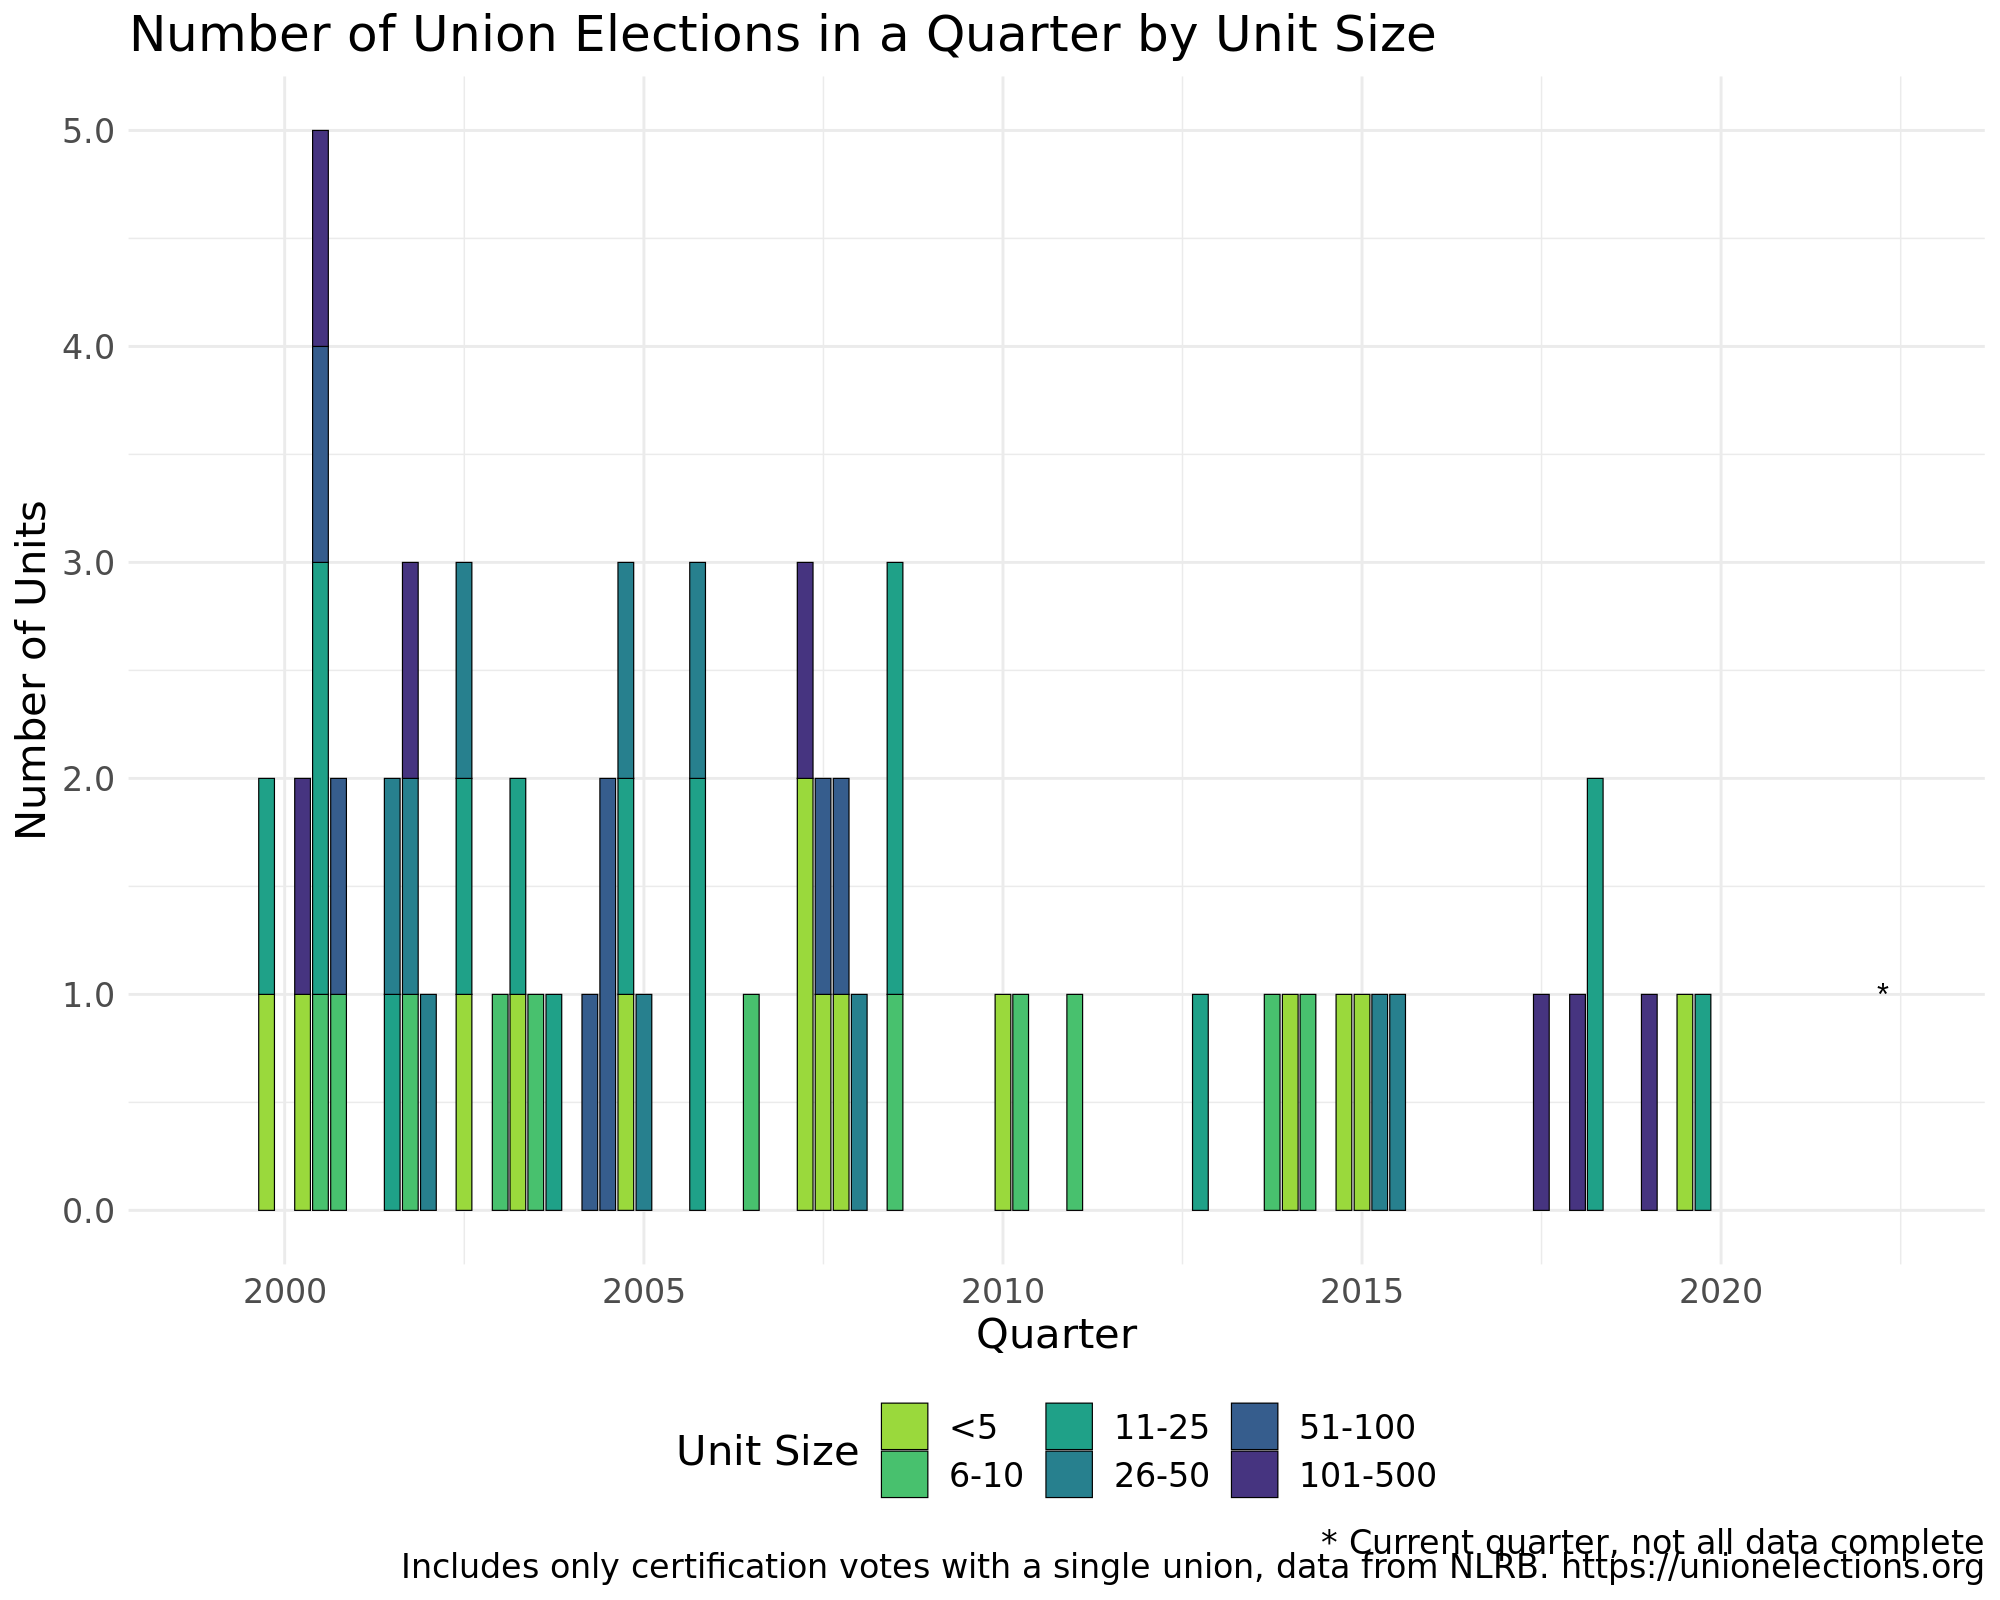 Number of Union Elections in a Quarter by Unit Size
Number of Units
5.0
4.0
3.0
2.0
1.0
0.0
*
2000 2005 2010 2015 2020
Quarter
Unit Size
<5 11-25 51-100
6-10 26-50 101-500
* Current quarter, not all data complete
Includes only certification votes with a single union, data from NLRB. https://unionelections.org